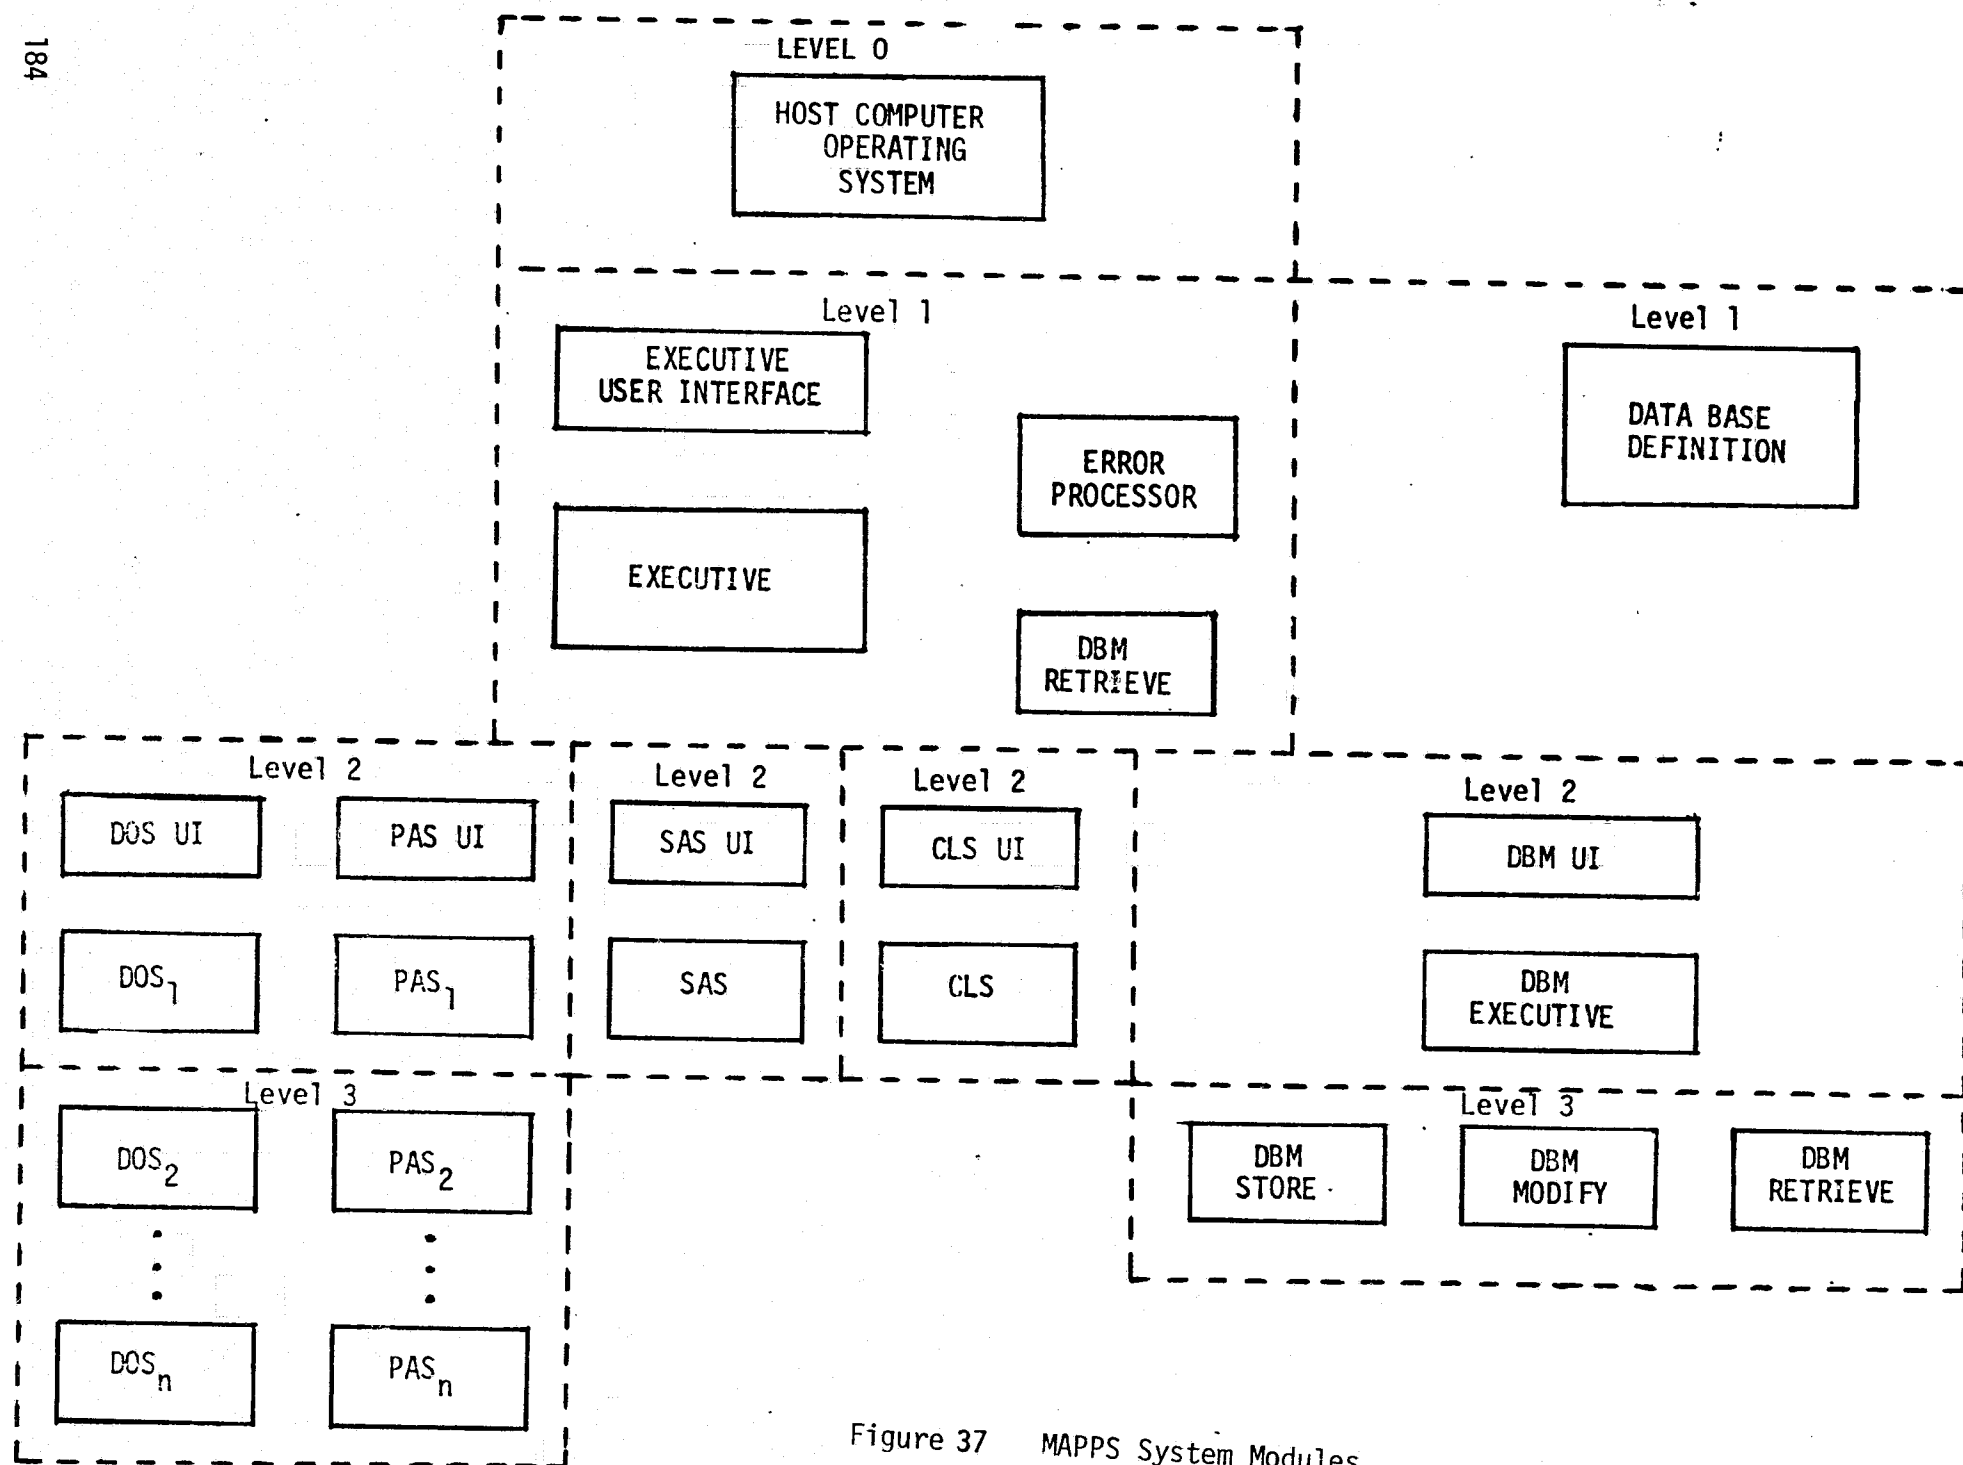 184
LEVEL 0
HOST COMPUTER
OPERATING
SYSTEM
Level 1
EXECUTIVE
USER INTERFACE
ERROR
PROCESSOR
EXECUTIVE
DBM
RETRIEVE
Level 1
DATA BASE
DEFINITION
Level 2
DOS UI
PAS UI
DOS₁
PAS₁
Level 2
SAS UI
SAS
Level 2
CLS UI
CLS
Level 2
DBM UI
DBM
EXECUTIVE
Level 3
DOS₂
PAS₂
DOSₙ
PASₙ
Level 3
DBM
STORE
DBM
MODIFY
DBM
RETRIEVE
Figure 37 MAPPS System Modules